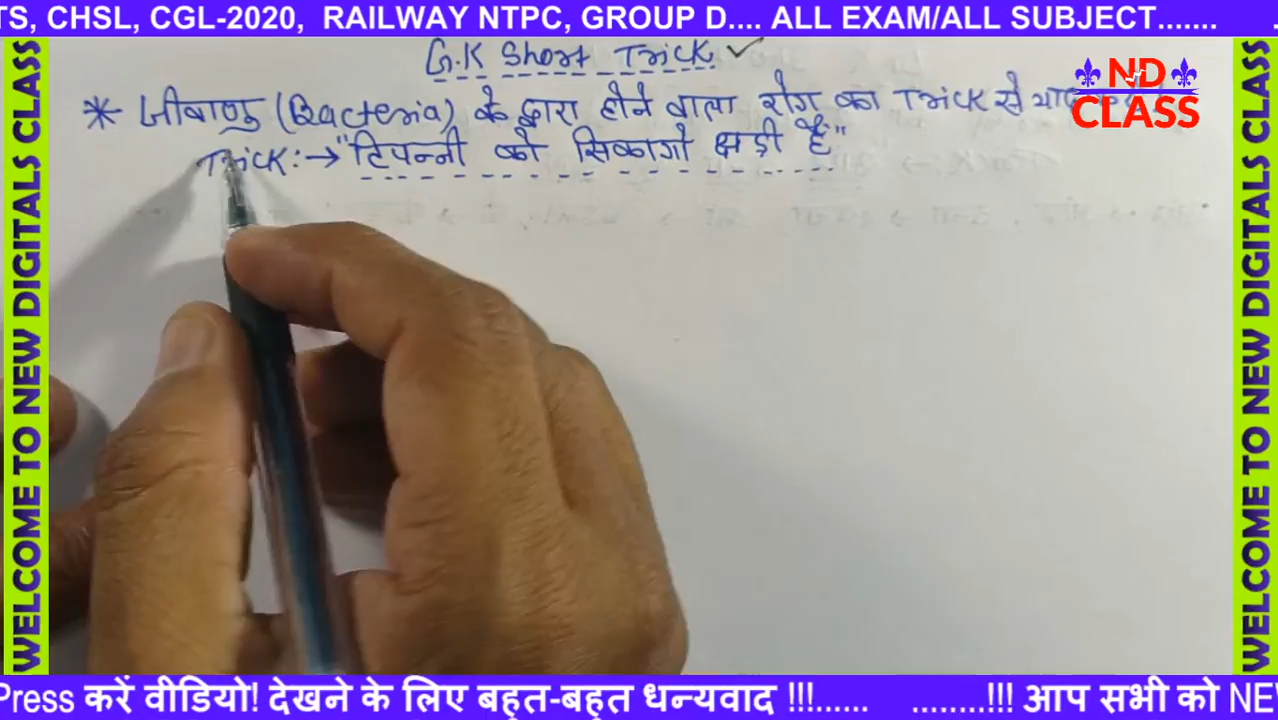 TS, CHSL, CGL-2020, RAILWAY NTPC, GROUP D.... ALL EXAM/ALL SUBJECT.......
G.K Short Trick ✓
ND
CLASS
* जीवाणु (Bacteria) के द्वारा होने वाला रोग का Trick से
Trick:→ "टिपन्नी को सिकागो झड़ी है"
WELCOME TO NEW DIGITALS CLASS
WELCOME TO NEW DIGITALS CLASS
Press करें वीडियो! देखने के लिए बहुत-बहुत धन्यवाद !!!...... ........!!! आप सभी को NE